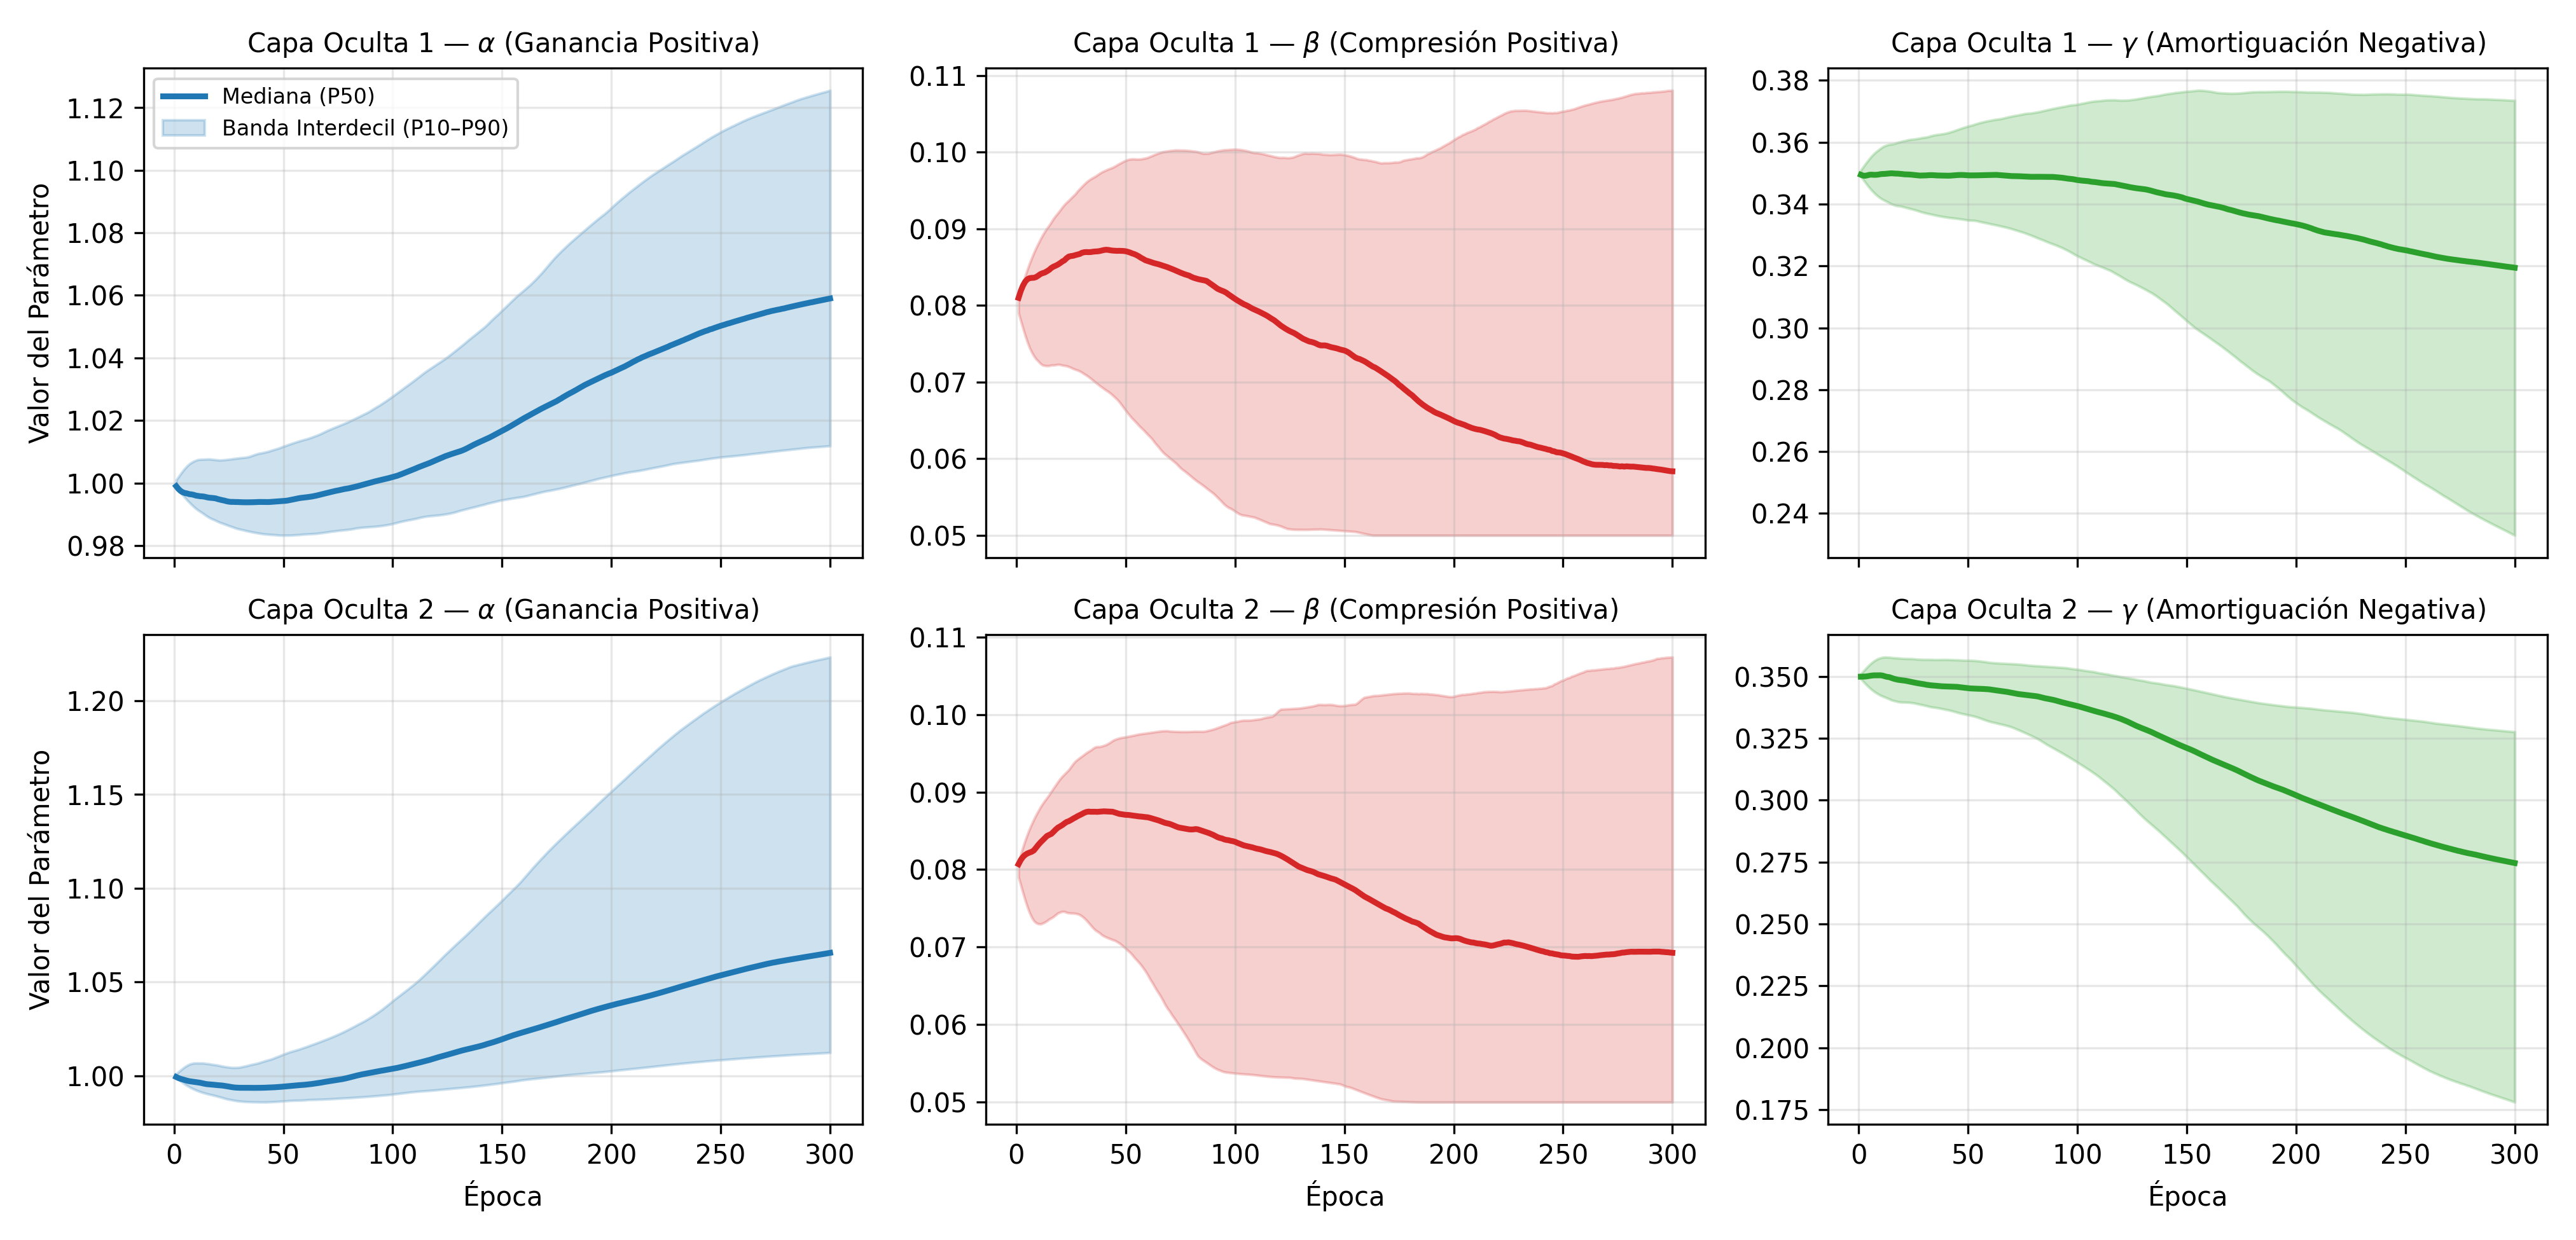 Capa Oculta 1 — α (Ganancia Positiva)
Capa Oculta 1 — β (Compresión Positiva)
Capa Oculta 1 — γ (Amortiguación Negativa)
Valor del Parámetro
Mediana (P50)
Banda Interdecil (P10–P90)
1.12
1.10
1.08
1.06
1.04
1.02
1.00
0.98
0.11
0.10
0.09
0.08
0.07
0.06
0.05
0.38
0.36
0.34
0.32
0.30
0.28
0.26
0.24
Capa Oculta 2 — α (Ganancia Positiva)
Capa Oculta 2 — β (Compresión Positiva)
Capa Oculta 2 — γ (Amortiguación Negativa)
Valor del Parámetro
1.20
1.15
1.10
1.05
1.00
0 50 100 150 200 250 300
Época
0.11
0.10
0.09
0.08
0.07
0.06
0.05
0 50 100 150 200 250 300
Época
0.350
0.325
0.300
0.275
0.250
0.225
0.200
0.175
0 50 100 150 200 250 300
Época